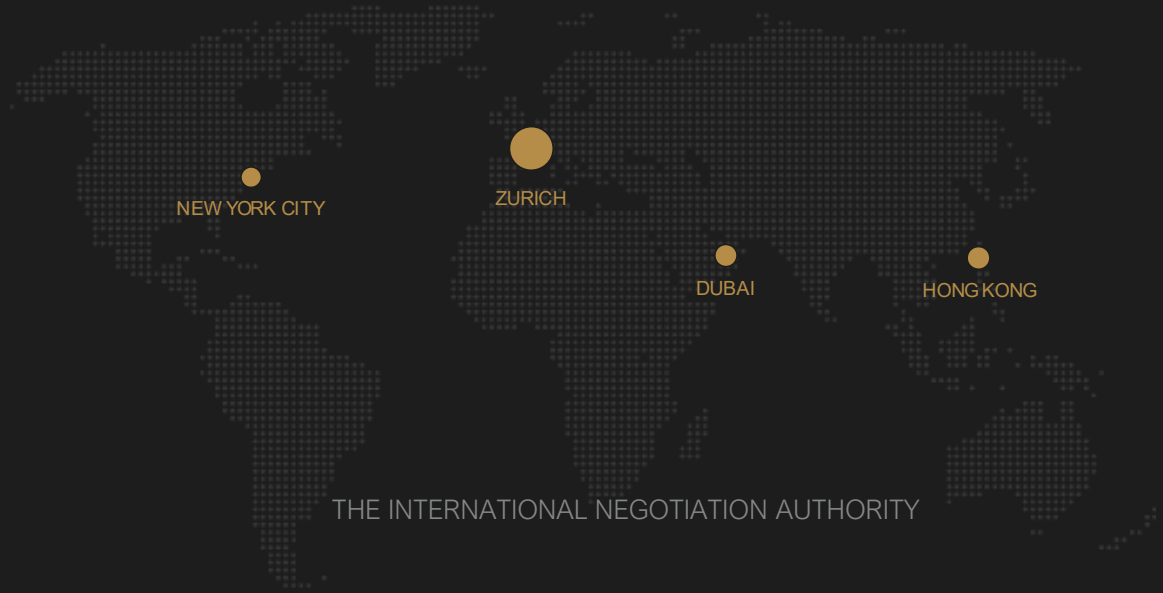 NEW YORK CITY
ZURICH
DUBAI
HONG KONG
THE INTERNATIONAL NEGOTIATION AUTHORITY